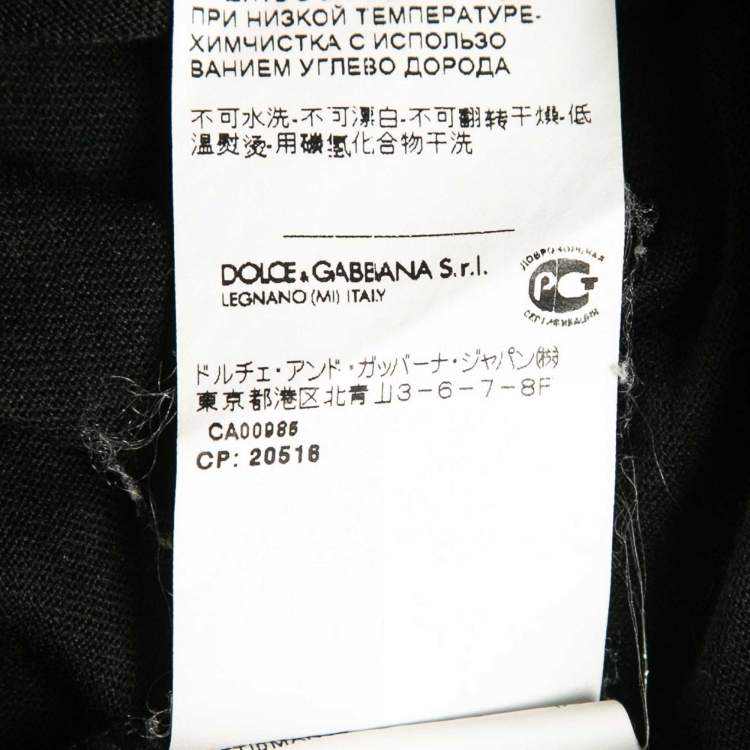 ПРИ НИЗКОЙ ТЕМПЕРАТУРЕ-
ХИМЧИСТКА С ИСПОЛЬЗО
ВАНИЕМ УГЛЕВО ДОРОДА
不可水洗-不可漂白-不可翻转干燥-低
温熨烫-用碳氢化合物干洗
DOLCE & GABBANA S.r.l.
LEGNANO (MI) ITALY
ДОБРОВОЛЬНАЯ
РСТ
СЕРТИФИКАЦИЯ
ドルチェ・アンド・ガッバーナ・ジャパン㈱
東京都港区北青山3-6-7-8F
CA00985
CP: 20516